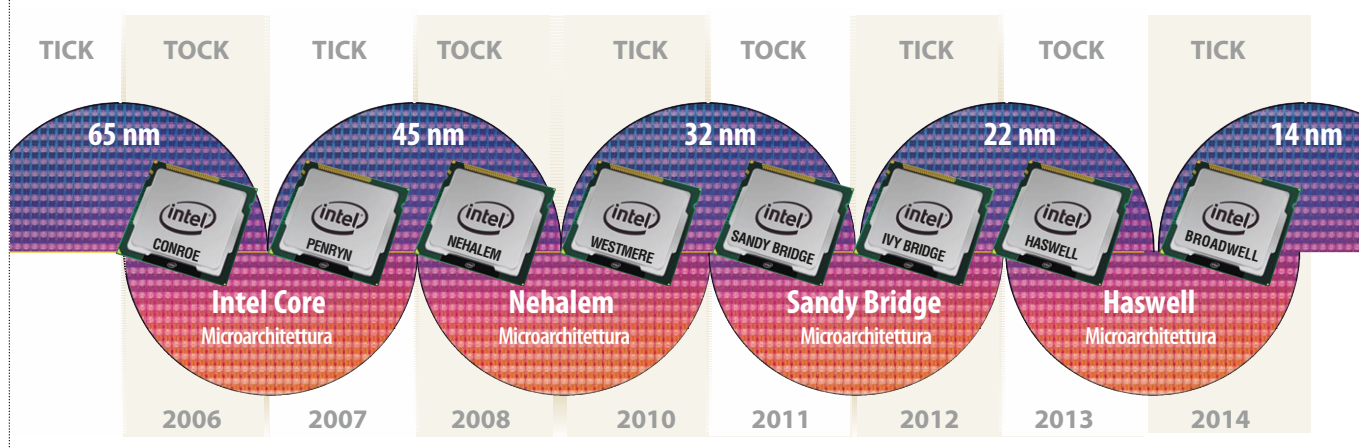 TICK TOCK TICK TOCK TICK TOCK TICK TOCK TICK
65 nm 45 nm 32 nm 22 nm 14 nm
intel intel intel intel intel intel intel intel
CONROE PENRYN NEHALEM WESTMERE SANDY BRIDGE IVY BRIDGE HASWELL BROADWELL
Intel Core Nehalem Sandy Bridge Haswell
Microarchitettura Microarchitettura Microarchitettura Microarchitettura
2006 2007 2008 2010 2011 2012 2013 2014